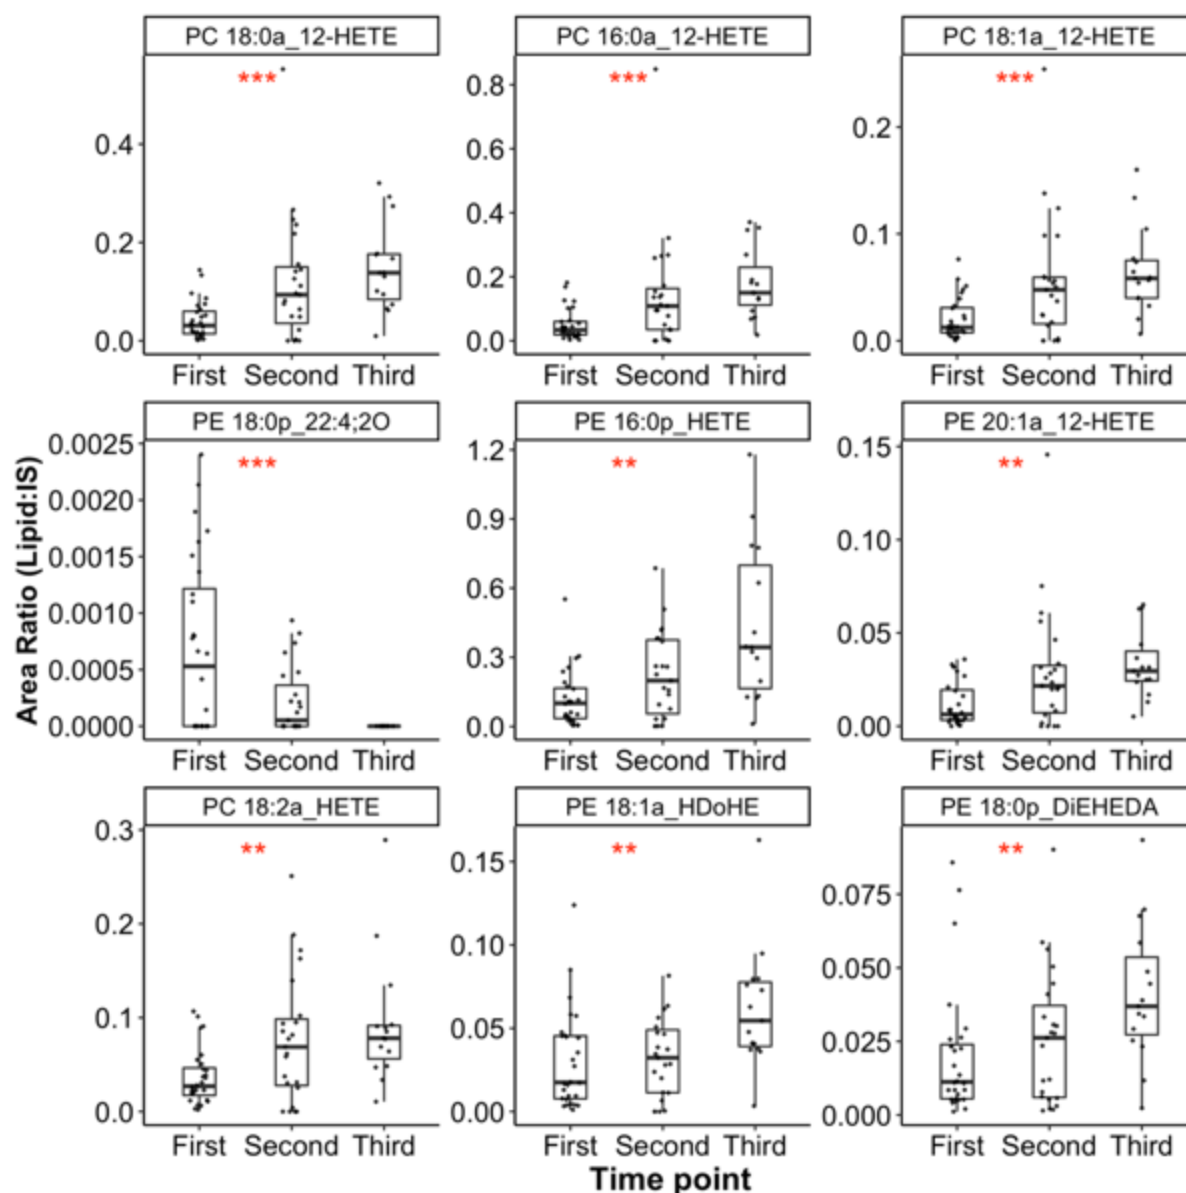 PC 18:0a_12-HETE PC 16:0a_12-HETE PC 18:1a_12-HETE
*** *** ***
0.4 0.2 0.0
0.8 0.6 0.4 0.2 0.0
0.2 0.1 0.0
First Second Third First Second Third First Second Third
PE 18:0p_22:4;2O PE 16:0p_HETE PE 20:1a_12-HETE
*** ** **
0.0025 0.0020 0.0015 0.0010 0.0005 0.0000
1.2 0.9 0.6 0.3 0.0
0.15 0.10 0.05 0.00
First Second Third First Second Third First Second Third
Area Ratio (Lipid:IS)
PC 18:2a_HETE PE 18:1a_HDoHE PE 18:0p_DiEHEDA
** ** **
0.3 0.2 0.1 0.0
0.15 0.10 0.05 0.00
0.075 0.050 0.025 0.000
First Second Third First Second Third First Second Third
Time point